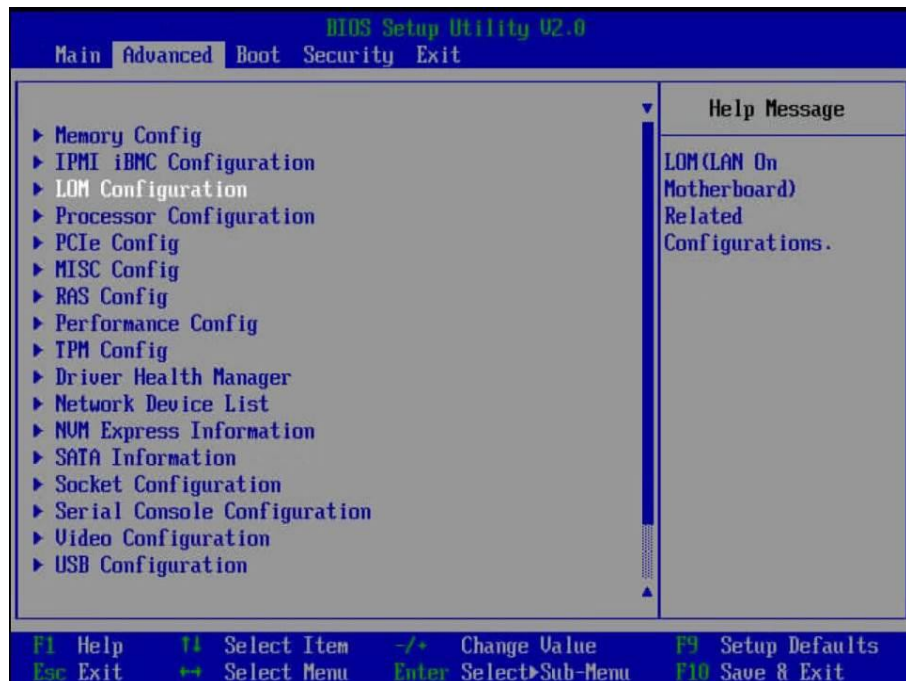 BIOS Setup Utility V2.0
Main Advanced Boot Security Exit
Help Message
▶ Memory Config
▶ IPMI iBMC Configuration
▶ LOM Configuration
▶ Processor Configuration
▶ PCIe Config
▶ MISC Config
▶ RAS Config
▶ Performance Config
▶ TPM Config
▶ Driver Health Manager
▶ Network Device List
▶ NVM Express Information
▶ SATA Information
▶ Socket Configuration
▶ Serial Console Configuration
▶ Video Configuration
▶ USB Configuration
LOM(LAN On
Motherboard)
Related
Configurations.
F1 Help ↑↓ Select Item -/+ Change Value F9 Setup Defaults
Esc Exit ↔ Select Menu Enter Select▶Sub-Menu F10 Save & Exit